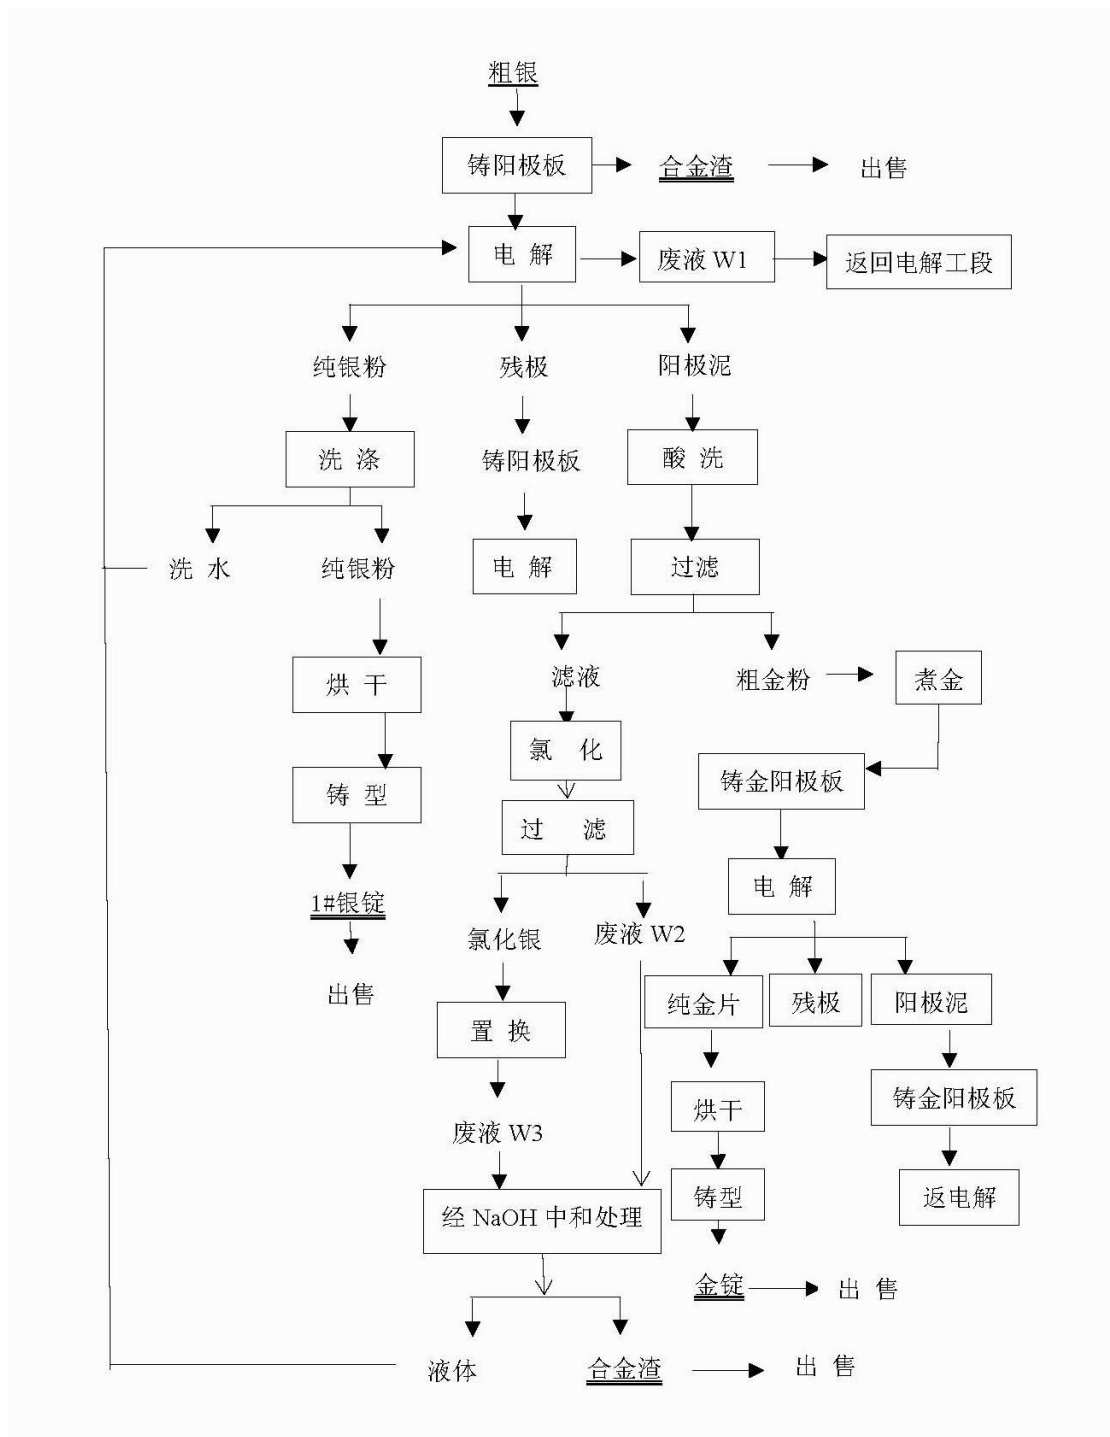 粗银
铸阳极板 合金渣 出售
电 解 废液 W1 返回电解工段
纯银粉 残极 阳极泥
洗 涤 铸阳极板 酸 洗
洗 水 纯银粉 电 解 过滤
烘 干 滤液 粗金粉 煮金
氯 化
铸 型 铸金阳极板
过 滤
1#银锭 电 解
氯化银 废液 W2
出售 纯金片 残极 阳极泥
置 换
烘干 铸金阳极板
废液 W3
经 NaOH 中和处理 铸型 返电解
金锭 出 售
液体 合金渣 出 售